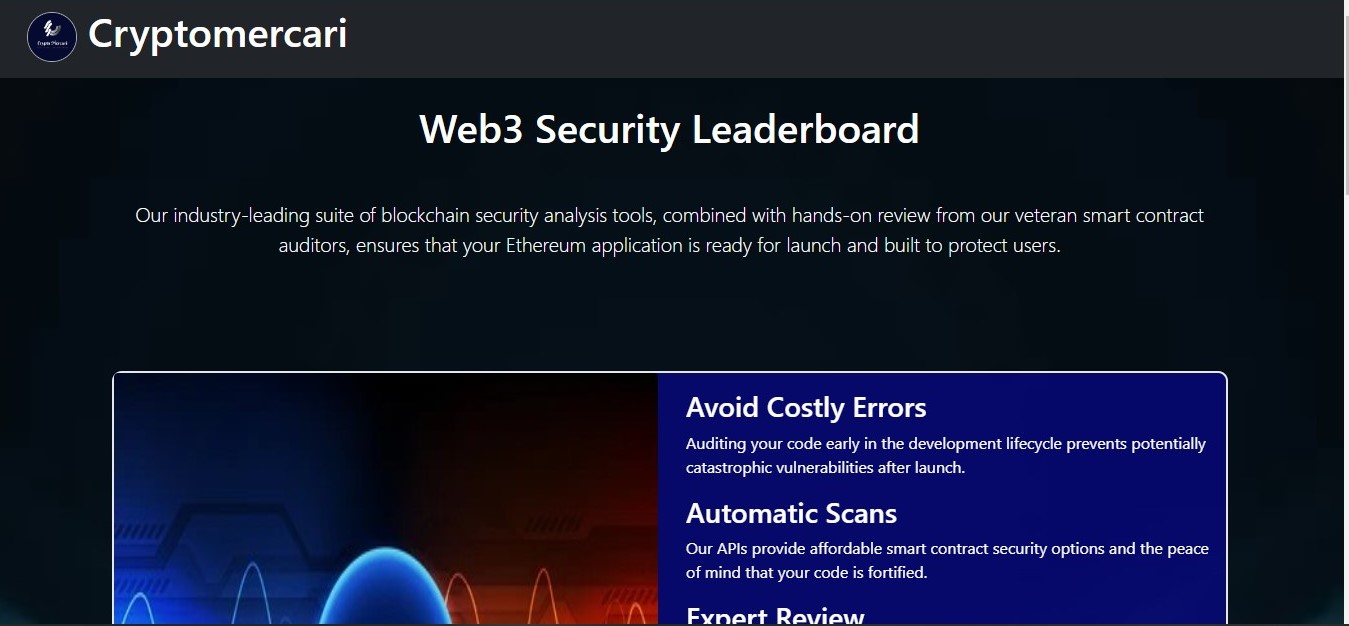 Cryptomercari
Web3 Security Leaderboard
Our industry-leading suite of blockchain security analysis tools, combined with hands-on review from our veteran smart contract
auditors, ensures that your Ethereum application is ready for launch and built to protect users.
Avoid Costly Errors
Auditing your code early in the development lifecycle prevents potentially
catastrophic vulnerabilities after launch.
Automatic Scans
Our APIs provide affordable smart contract security options and the peace
of mind that your code is fortified.
Expert Review